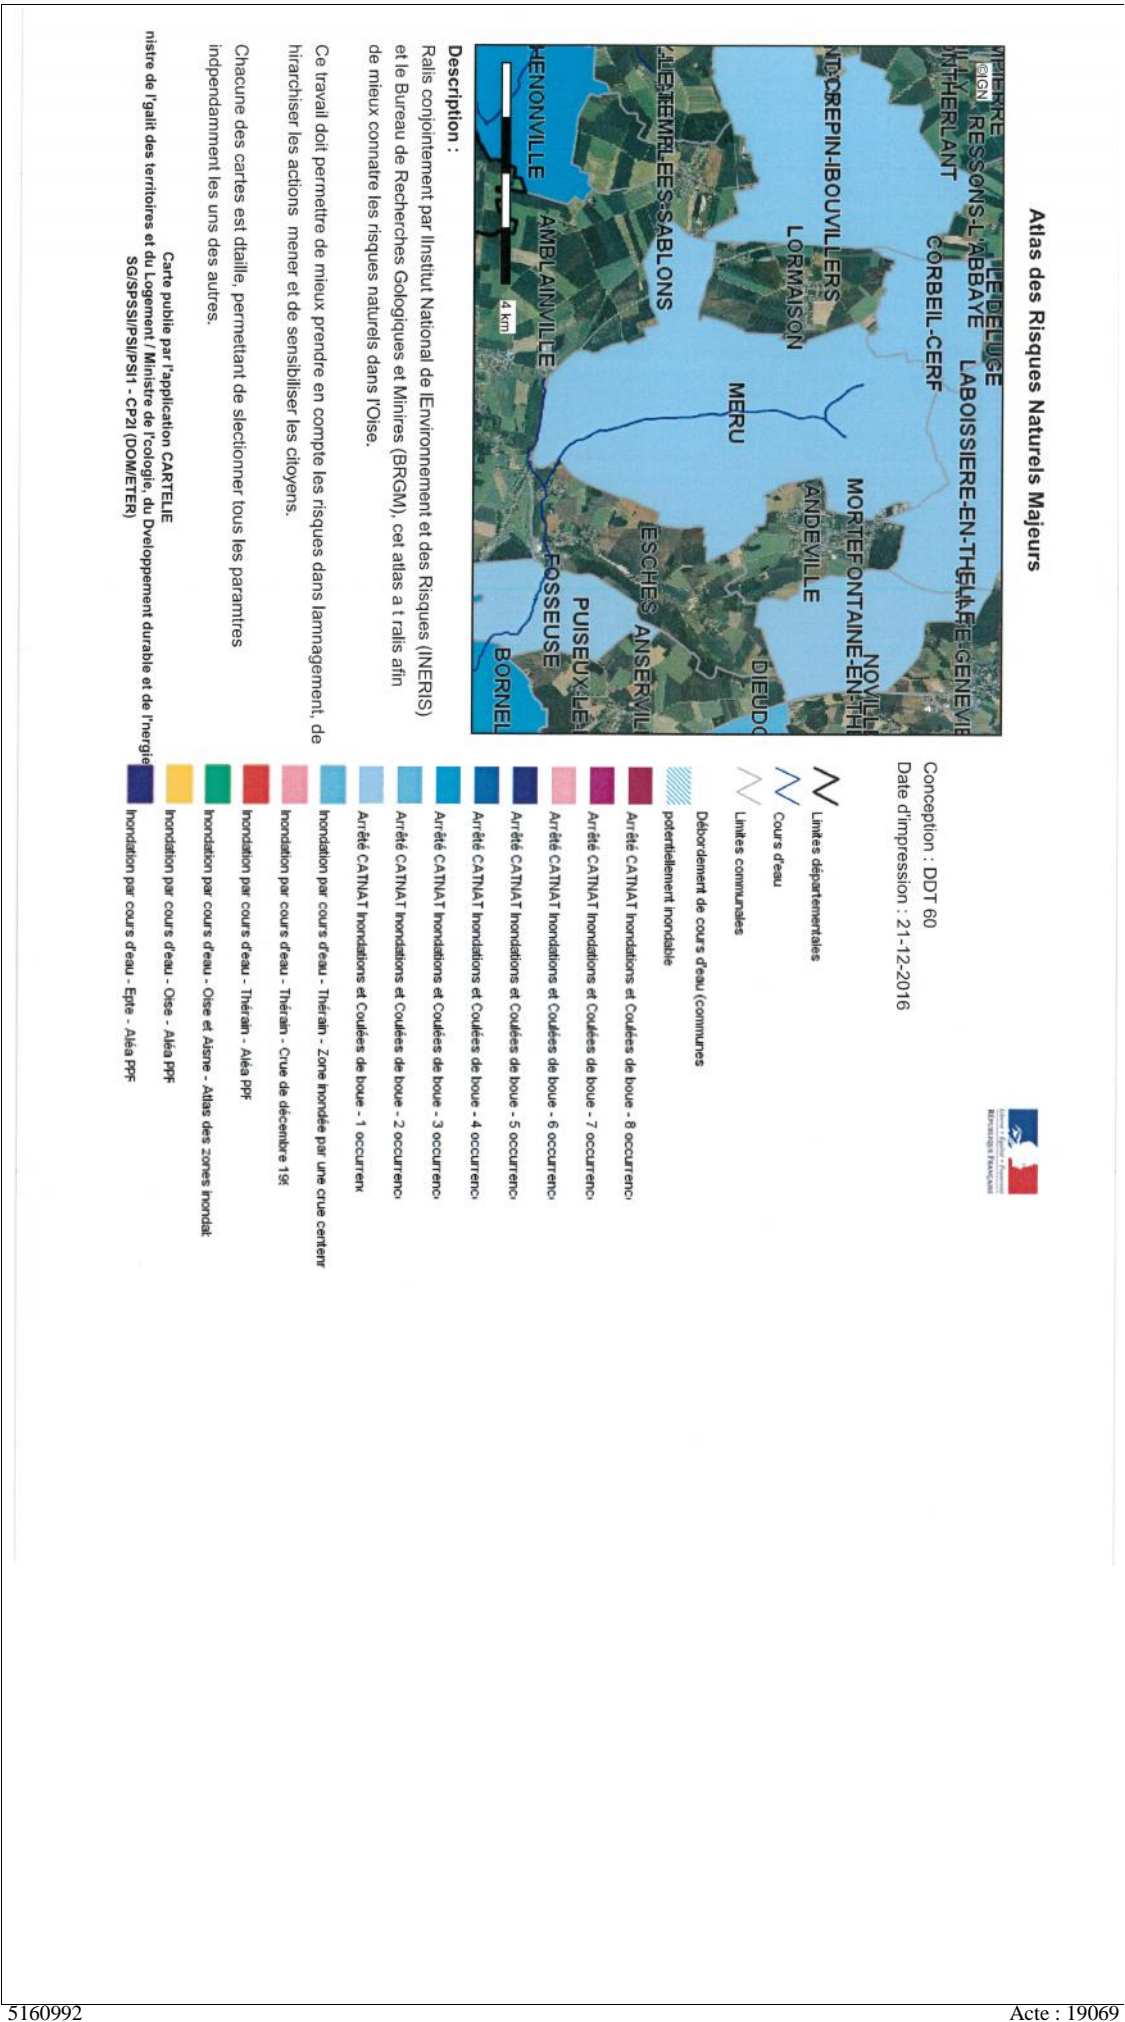 Atlas des Risques Naturels Majeurs
Conception : DDT 60
Date d'impression : 21-12-2016
Liberté • Égalité • Fraternité
RÉPUBLIQUE FRANÇAISE
©IGN
RESSONS-L'ABBAYE
LE-DELUGE
LABOISSIERE-EN-THELLE
CORBEIL-CERF
MORTEFONTAINE-EN-TH
NOVILL
LORMAISON
ANDEVILLE
DIEUDO
MERU
ESCHES
ANSERVIL
PUISEUX-LE-
AMBLAINVILLE
FOSSEUSE
HENONVILLE
BORNEL
4 km
Limites départementales
Cours d'eau
Limites communales
Débordement de cours d'eau (communes
potentiellement inondable
Arrêté CATNAT Inondations et Coulées de boue - 8 occurrenc
Arrêté CATNAT Inondations et Coulées de boue - 7 occurrenc
Arrêté CATNAT Inondations et Coulées de boue - 6 occurrenc
Arrêté CATNAT Inondations et Coulées de boue - 5 occurrenc
Arrêté CATNAT Inondations et Coulées de boue - 4 occurrenc
Arrêté CATNAT Inondations et Coulées de boue - 3 occurrenc
Arrêté CATNAT Inondations et Coulées de boue - 2 occurrenc
Arrêté CATNAT Inondations et Coulées de boue - 1 occurren
Inondation par cours d'eau - Thérain - Zone inondée par une crue centenr
Inondation par cours d'eau - Thérain - Crue de décembre 19
Inondation par cours d'eau - Thérain - Aléa PPF
Inondation par cours d'eau - Oise et Aisne - Atlas des zones inondab
Inondation par cours d'eau - Oise - Aléa PPF
Inondation par cours d'eau - Epte - Aléa PPF
Description :
Ralis conjointement par lInstitut National de lEnvironnement et des Risques (INERIS)
et le Bureau de Recherches Gologiques et Minires (BRGM), cet atlas a t ralis afin
de mieux connatre les risques naturels dans l'Oise.
Ce travail doit permettre de mieux prendre en compte les risques dans lamnagement, de
hirarchiser les actions mener et de sensibiliser les citoyens.
Chacune des cartes est dtaille, permettant de slectionner tous les paramtres
indpendamment les uns des autres.
Carte publie par l'application CARTELIE
nistre de l'galit des territoires et du Logement / Ministre de l'cologie, du Dveloppement durable et de l'nergie
SG/SPSSI/PSI/PSI1 - CP2I (DOM/ETER)
5160992
Acte : 19069